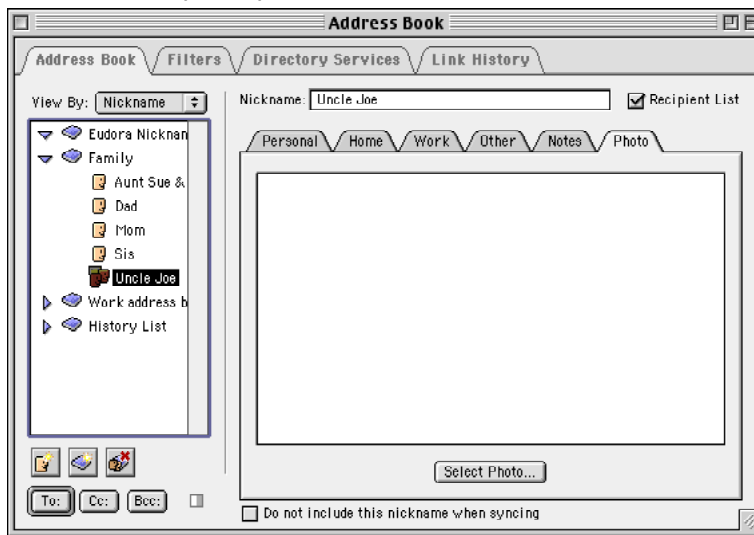 Address Book
Address Book Filters Directory Services Link History
View By: Nickname
Nickname: Uncle Joe
Recipient List
Eudora Nicknan
Family
Aunt Sue &
Dad
Mom
Sis
Uncle Joe
Work address b
History List
To: Cc: Bcc:
Personal Home Work Other Notes Photo
Select Photo...
Do not include this nickname when syncing